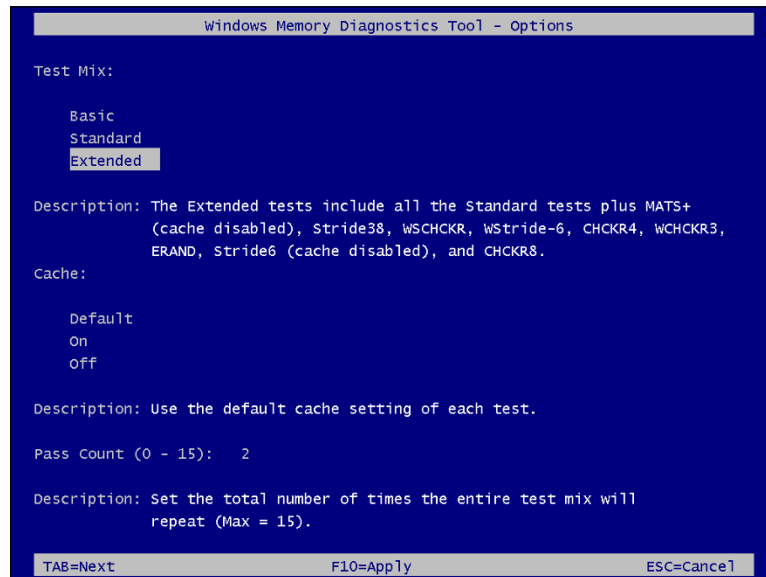 Windows Memory Diagnostics Tool - Options
Test Mix:
Basic
Standard
Extended
Description: The Extended tests include all the Standard tests plus MATS+
(cache disabled), Stride38, WSCHCKR, WStride-6, CHCKR4, WCHCKR3,
ERAND, Stride6 (cache disabled), and CHCKR8.
Cache:
Default
On
Off
Description: Use the default cache setting of each test.
Pass Count (0 - 15): 2
Description: Set the total number of times the entire test mix will
repeat (Max = 15).
TAB=Next F10=Apply ESC=Cancel